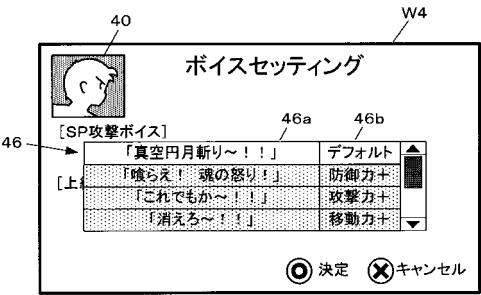 40
W4
ボイスセッティング
[SP攻撃ボイス]
46a
46b
46
「真空円月斬り～！！」 デフォルト
「喰らえ！ 魂の怒り！」 防御力＋
[上
「これでもか～！！」 攻撃力＋
「消えろ～！！」 移動力＋
決定 キャンセル